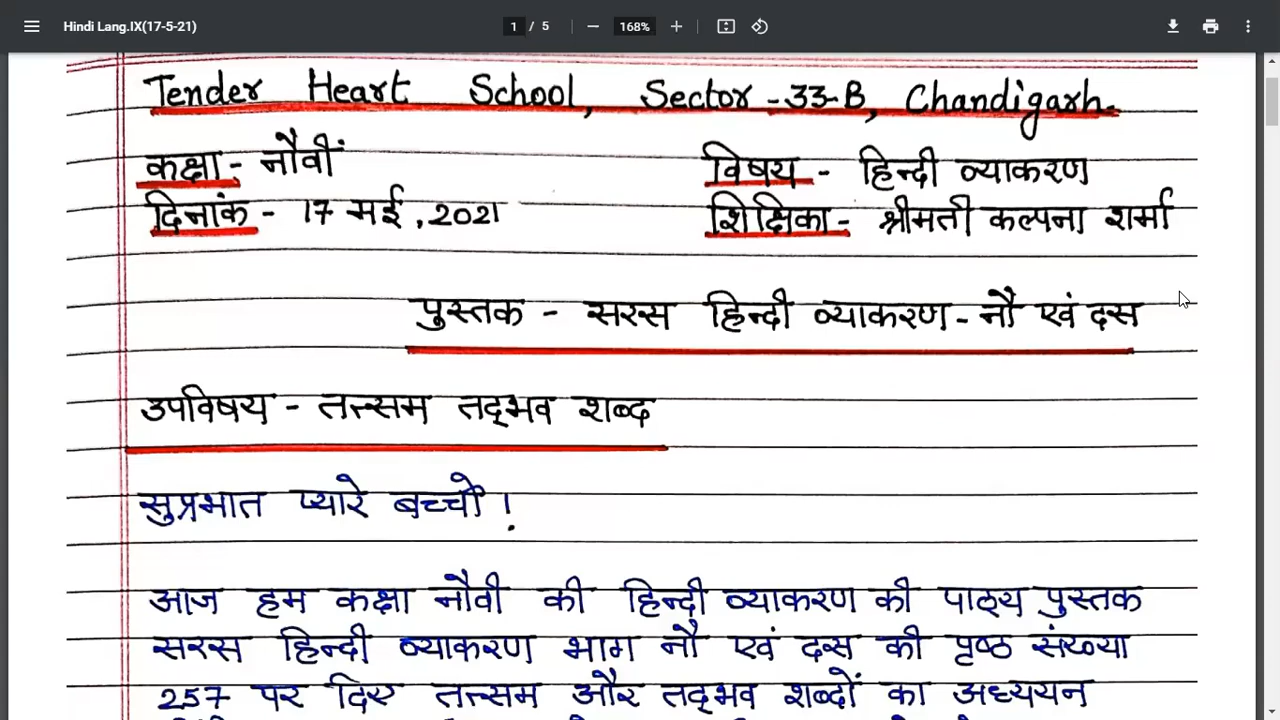 Hindi Lang.IX(17-5-21)
1 / 5
168%
Tender Heart School, Sector-33-B, Chandigarh.
कक्षा - नौवीं
विषय - हिन्दी व्याकरण
दिनांक - 17 मई, 2021
शिक्षिका - श्रीमती कल्पना शर्मा
पुस्तक - सरस हिन्दी व्याकरण - नौ एवं दस
उपविषय - तत्सम तद्भव शब्द
सुप्रभात प्यारे बच्चों !
आज हम कक्षा नौवी की हिन्दी व्याकरण की पाठ्य पुस्तक
सरस हिन्दी व्याकरण भाग नौ एवं दस की पृष्ठ संख्या
257 पर दिए तत्सम और तद्भव शब्दों का अध्ययन